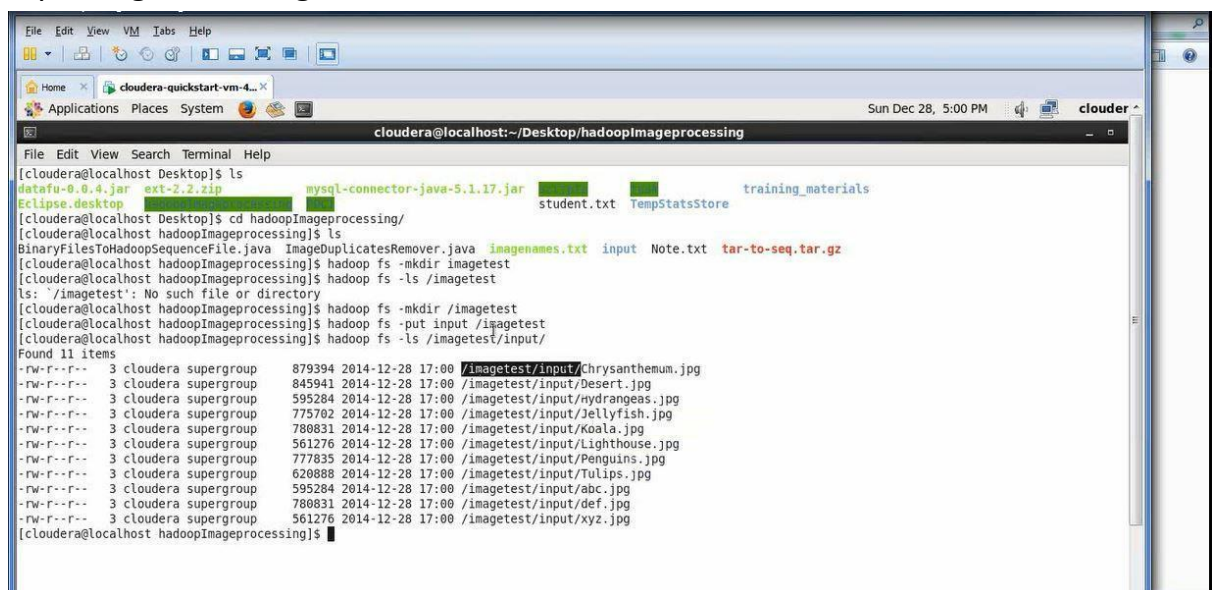 File Edit View VM Tabs Help
Home × cloudera-quickstart-vm-4... ×
Applications Places System Sun Dec 28, 5:00 PM clouder
cloudera@localhost:~/Desktop/hadoopImageprocessing
File Edit View Search Terminal Help
[cloudera@localhost Desktop]$ ls
datafu-0.0.4.jar ext-2.2.zip mysql-connector-java-5.1.17.jar training_materials
Eclipse.desktop hadoopImageprocessing student.txt TempStatsStore
[cloudera@localhost Desktop]$ cd hadoopImageprocessing/
[cloudera@localhost hadoopImageprocessing]$ ls
BinaryFilesToHadoopSequenceFile.java ImageDuplicatesRemover.java imagenames.txt input Note.txt tar-to-seq.tar.gz
[cloudera@localhost hadoopImageprocessing]$ hadoop fs -mkdir imagetest
[cloudera@localhost hadoopImageprocessing]$ hadoop fs -ls /imagetest
ls: `/imagetest': No such file or directory
[cloudera@localhost hadoopImageprocessing]$ hadoop fs -mkdir /imagetest
[cloudera@localhost hadoopImageprocessing]$ hadoop fs -put input /imagetest
[cloudera@localhost hadoopImageprocessing]$ hadoop fs -ls /imagetest/input/
Found 11 items
-rw-r--r-- 3 cloudera supergroup 879394 2014-12-28 17:00 /imagetest/input/Chrysanthemum.jpg
-rw-r--r-- 3 cloudera supergroup 845941 2014-12-28 17:00 /imagetest/input/Desert.jpg
-rw-r--r-- 3 cloudera supergroup 595284 2014-12-28 17:00 /imagetest/input/Hydrangeas.jpg
-rw-r--r-- 3 cloudera supergroup 775702 2014-12-28 17:00 /imagetest/input/Jellyfish.jpg
-rw-r--r-- 3 cloudera supergroup 780831 2014-12-28 17:00 /imagetest/input/Koala.jpg
-rw-r--r-- 3 cloudera supergroup 561276 2014-12-28 17:00 /imagetest/input/Lighthouse.jpg
-rw-r--r-- 3 cloudera supergroup 777835 2014-12-28 17:00 /imagetest/input/Penguins.jpg
-rw-r--r-- 3 cloudera supergroup 620888 2014-12-28 17:00 /imagetest/input/Tulips.jpg
-rw-r--r-- 3 cloudera supergroup 595284 2014-12-28 17:00 /imagetest/input/abc.jpg
-rw-r--r-- 3 cloudera supergroup 780831 2014-12-28 17:00 /imagetest/input/def.jpg
-rw-r--r-- 3 cloudera supergroup 561276 2014-12-28 17:00 /imagetest/input/xyz.jpg
[cloudera@localhost hadoopImageprocessing]$